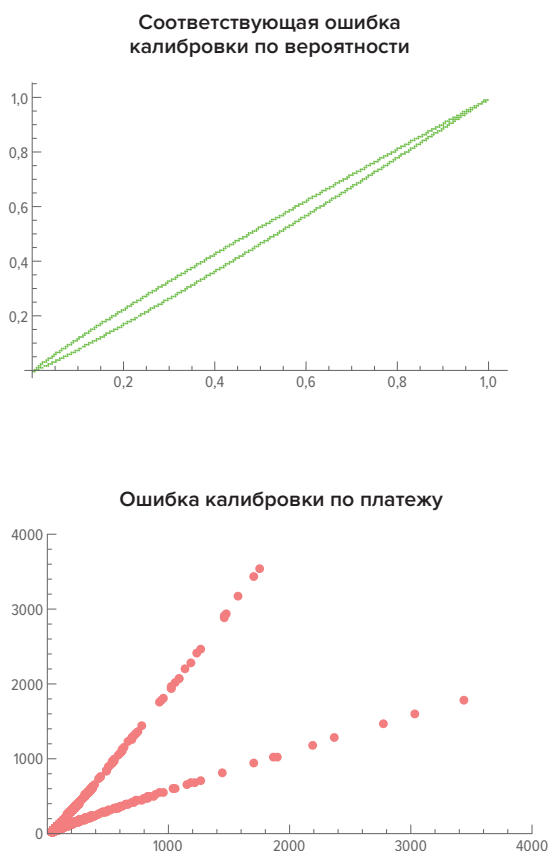 Соответствующая ошибка
калибровки по вероятности
1,0
0,8
0,6
0,4
0,2
0,2 0,4 0,6 0,8 1,0
Ошибка калибровки по платежу
4000
3000
2000
1000
0
1000 2000 3000 4000